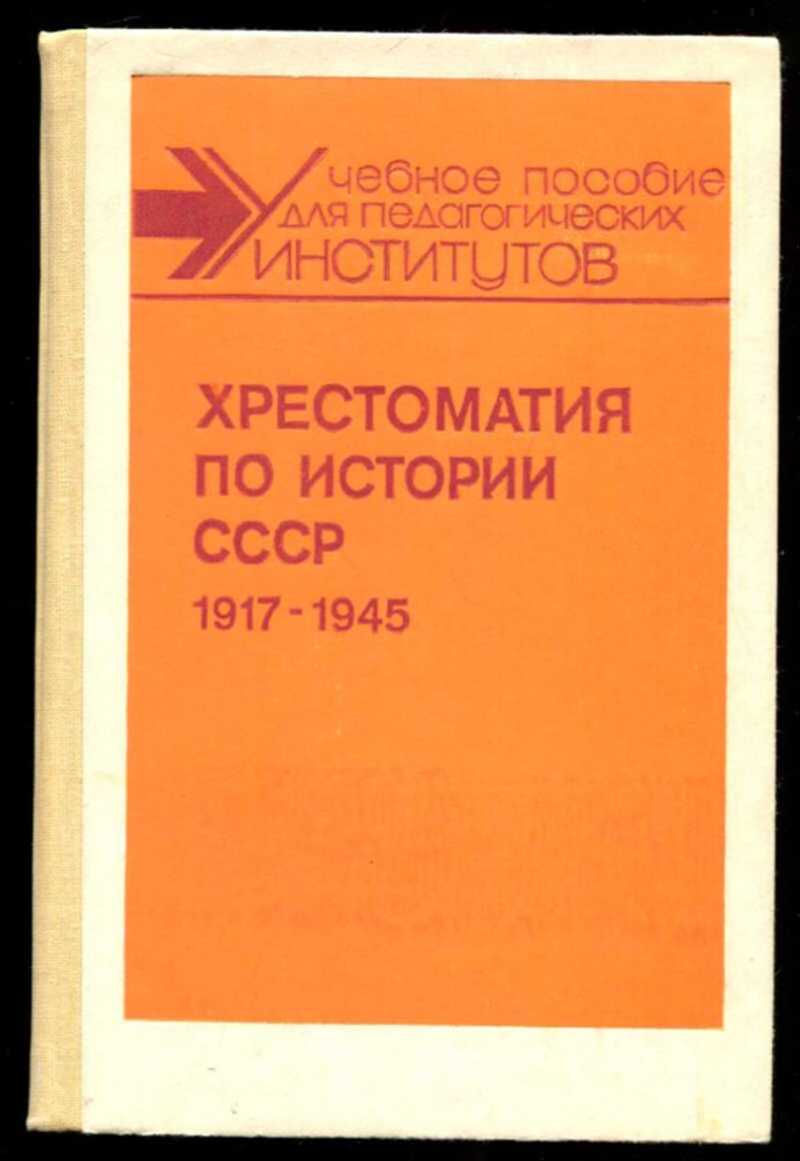 Учебное пособие
для педагогических
институтов
ХРЕСТОМАТИЯ
ПО ИСТОРИИ
СССР
1917-1945